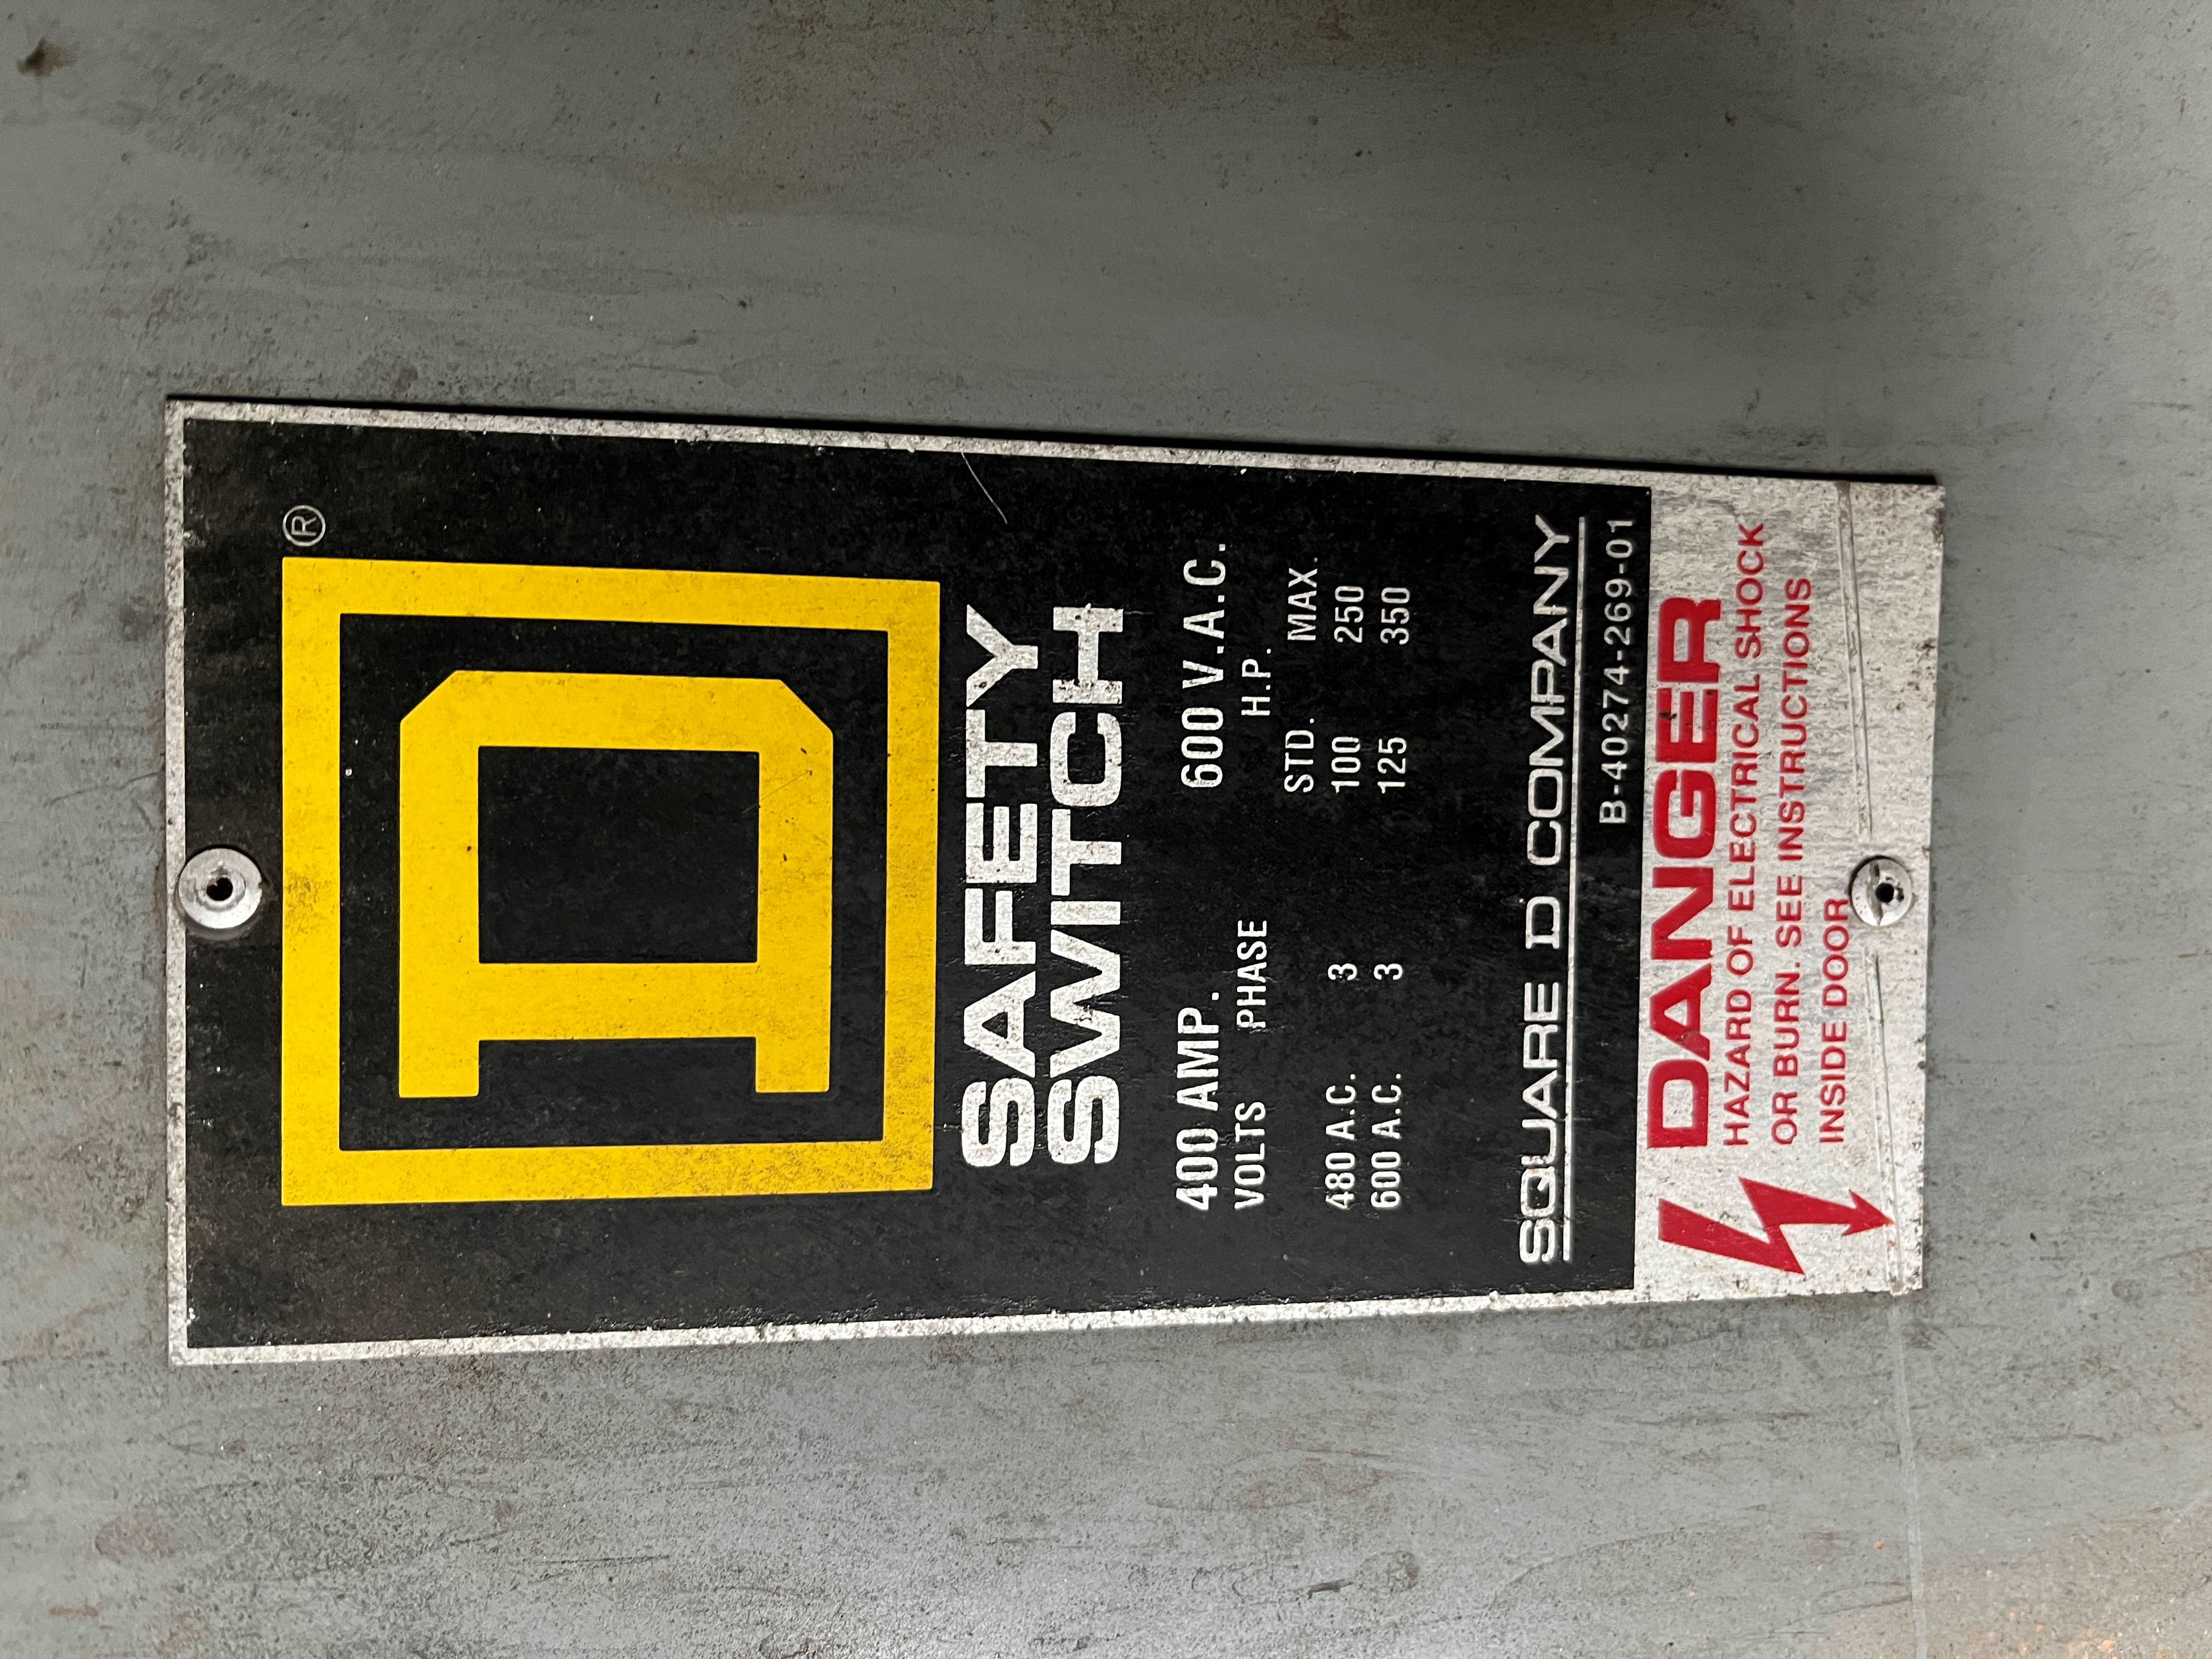 ®
D
SAFETY
SWITCH
400 AMP. 600 V.A.C.
VOLTS PHASE H.P.
STD. MAX.
480 A.C. 3 100 250
600 A.C. 3 125 350
SQUARE D COMPANY
B-40274-269-01
DANGER
HAZARD OF ELECTRICAL SHOCK
OR BURN. SEE INSTRUCTIONS
INSIDE DOOR.